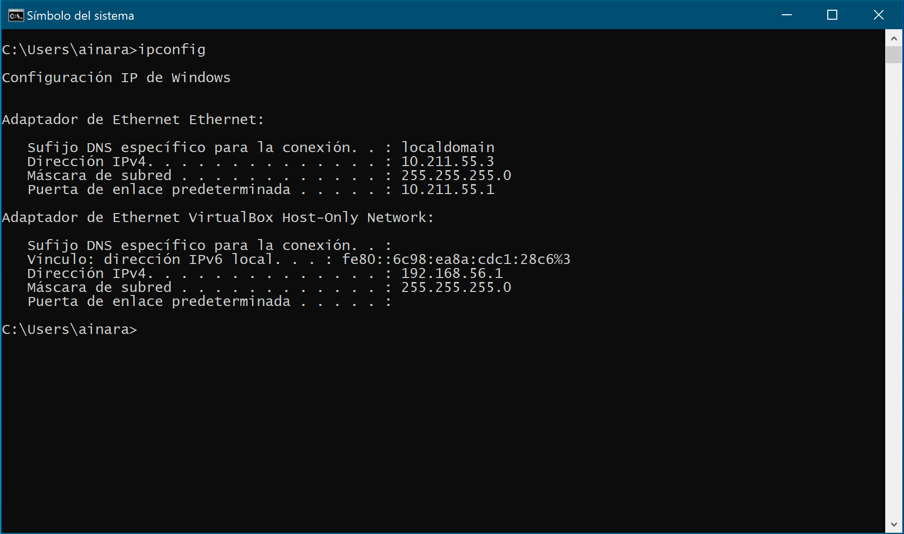 Símbolo del sistema
C:\Users\ainara>ipconfig
Configuración IP de Windows
Adaptador de Ethernet Ethernet:
   Sufijo DNS específico para la conexión. . : localdomain
   Dirección IPv4. . . . . . . . . . . . . . : 10.211.55.3
   Máscara de subred . . . . . . . . . . . . : 255.255.255.0
   Puerta de enlace predeterminada . . . . . : 10.211.55.1
Adaptador de Ethernet VirtualBox Host-Only Network:
   Sufijo DNS específico para la conexión. . :
   Vínculo: dirección IPv6 local. . . : fe80::6c98:ea8a:cdc1:28c6%3
   Dirección IPv4. . . . . . . . . . . . . . : 192.168.56.1
   Máscara de subred . . . . . . . . . . . . : 255.255.255.0
   Puerta de enlace predeterminada . . . . . :
C:\Users\ainara>